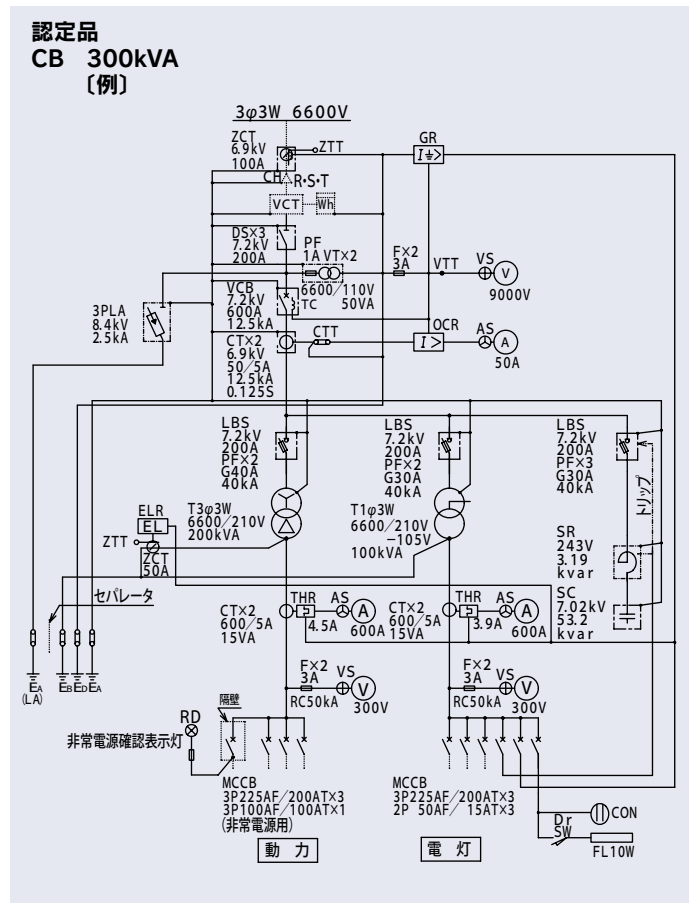 認定品
CB 300kVA
〔例〕
3φ3W 6600V
ZCT
6.9kV
100A
ZTT
GR
I⏚>
CH
R・S・T
VCT
Wh
DS×3
7.2kV
200A
PF
1A VT×2
6600/110V
50VA
F×2
3A
VTT
VS
V
9000V
3PLA
8.4kV
2.5kA
VCB
7.2kV
600A
12.5kA
TC
CT×2
6.9kV
50/5A
12.5kA
0.125S
CTT
OCR
I>
AS
A
50A
LBS
7.2kV
200A
PF×2
G40A
40kA
LBS
7.2kV
200A
PF×2
G30A
40kA
LBS
7.2kV
200A
PF×3
G30A
40kA
トリップ
ELR
EL
ZTT
ZCT
50A
T3φ3W
6600/210V
200kVA
T1φ3W
6600/210V
−105V
100kVA
SR
243V
3.19
kvar
SC
7.02kV
53.2
kvar
セパレータ
CT×2
600/5A
15VA
THR
4.5A
AS
A
600A
CT×2
600/5A
15VA
THR
3.9A
AS
A
600A
EA
(LA)
EB
ED
EA
F×2
3A
RC50kA
VS
V
300V
F×2
3A
RC50kA
VS
V
300V
隔壁
RD
非常電源確認表示灯
MCCB
3P225AF/200AT×3
3P100AF/100AT×1
(非常電源用)
動 力
MCCB
3P225AF/200AT×3
2P 50AF/ 15AT×3
電 灯
CON
Dr
SW
FL10W